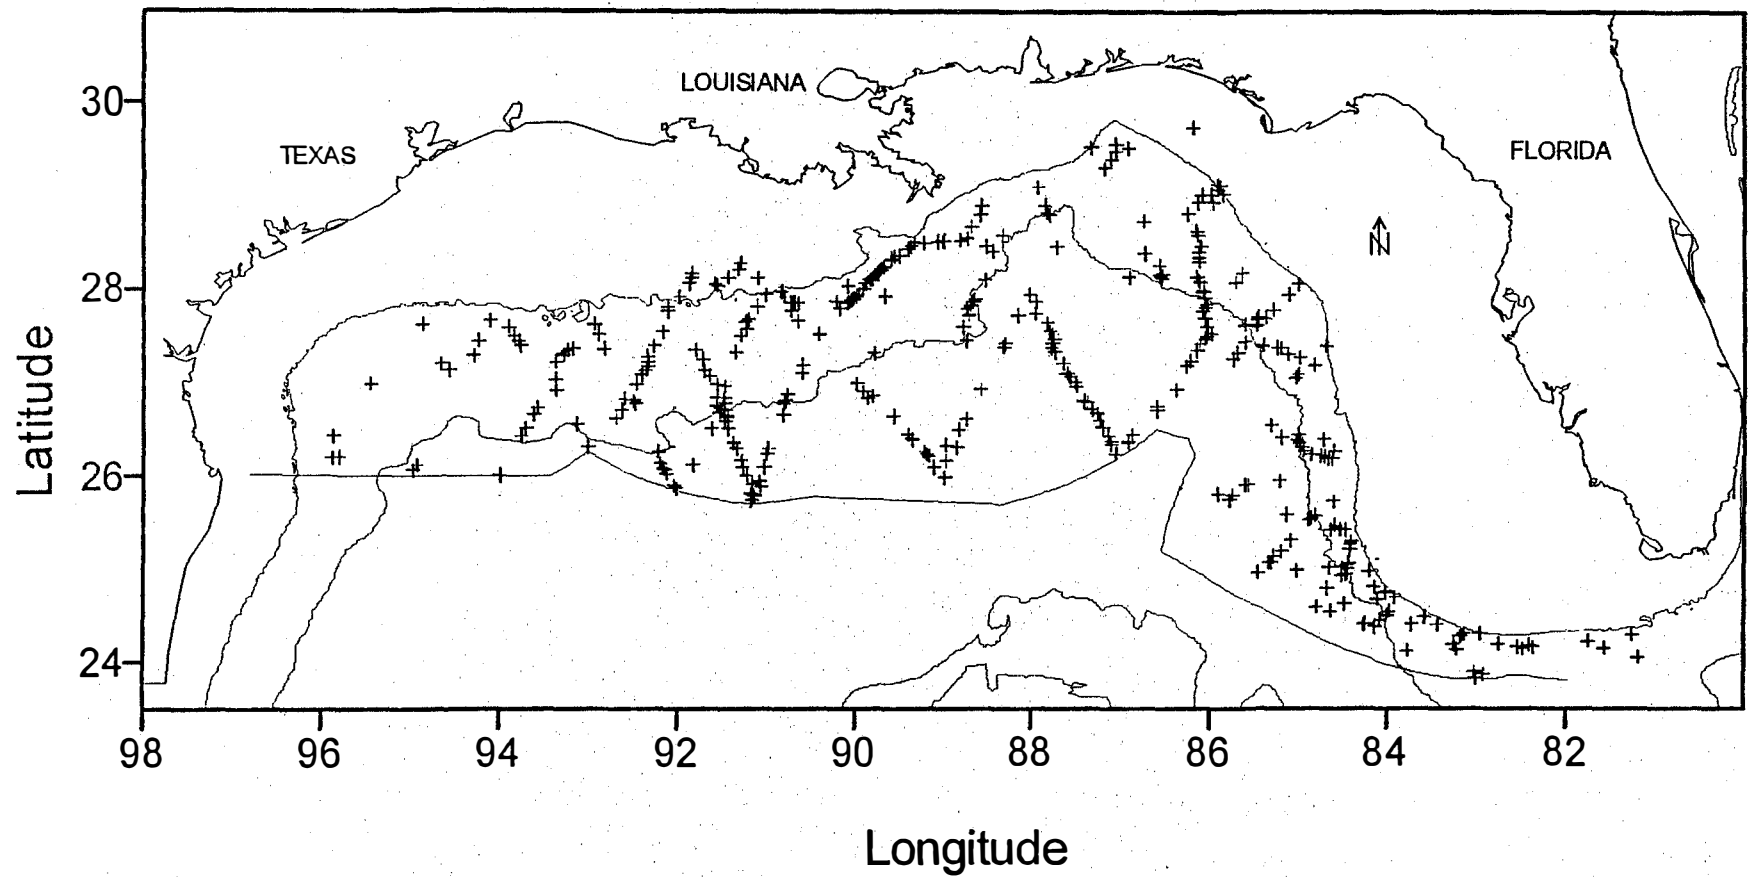 LOUISIANA
30
TEXAS
FLORIDA
N
28
Latitude
26
24
98 96 94 92 90 88 86 84 82
Longitude